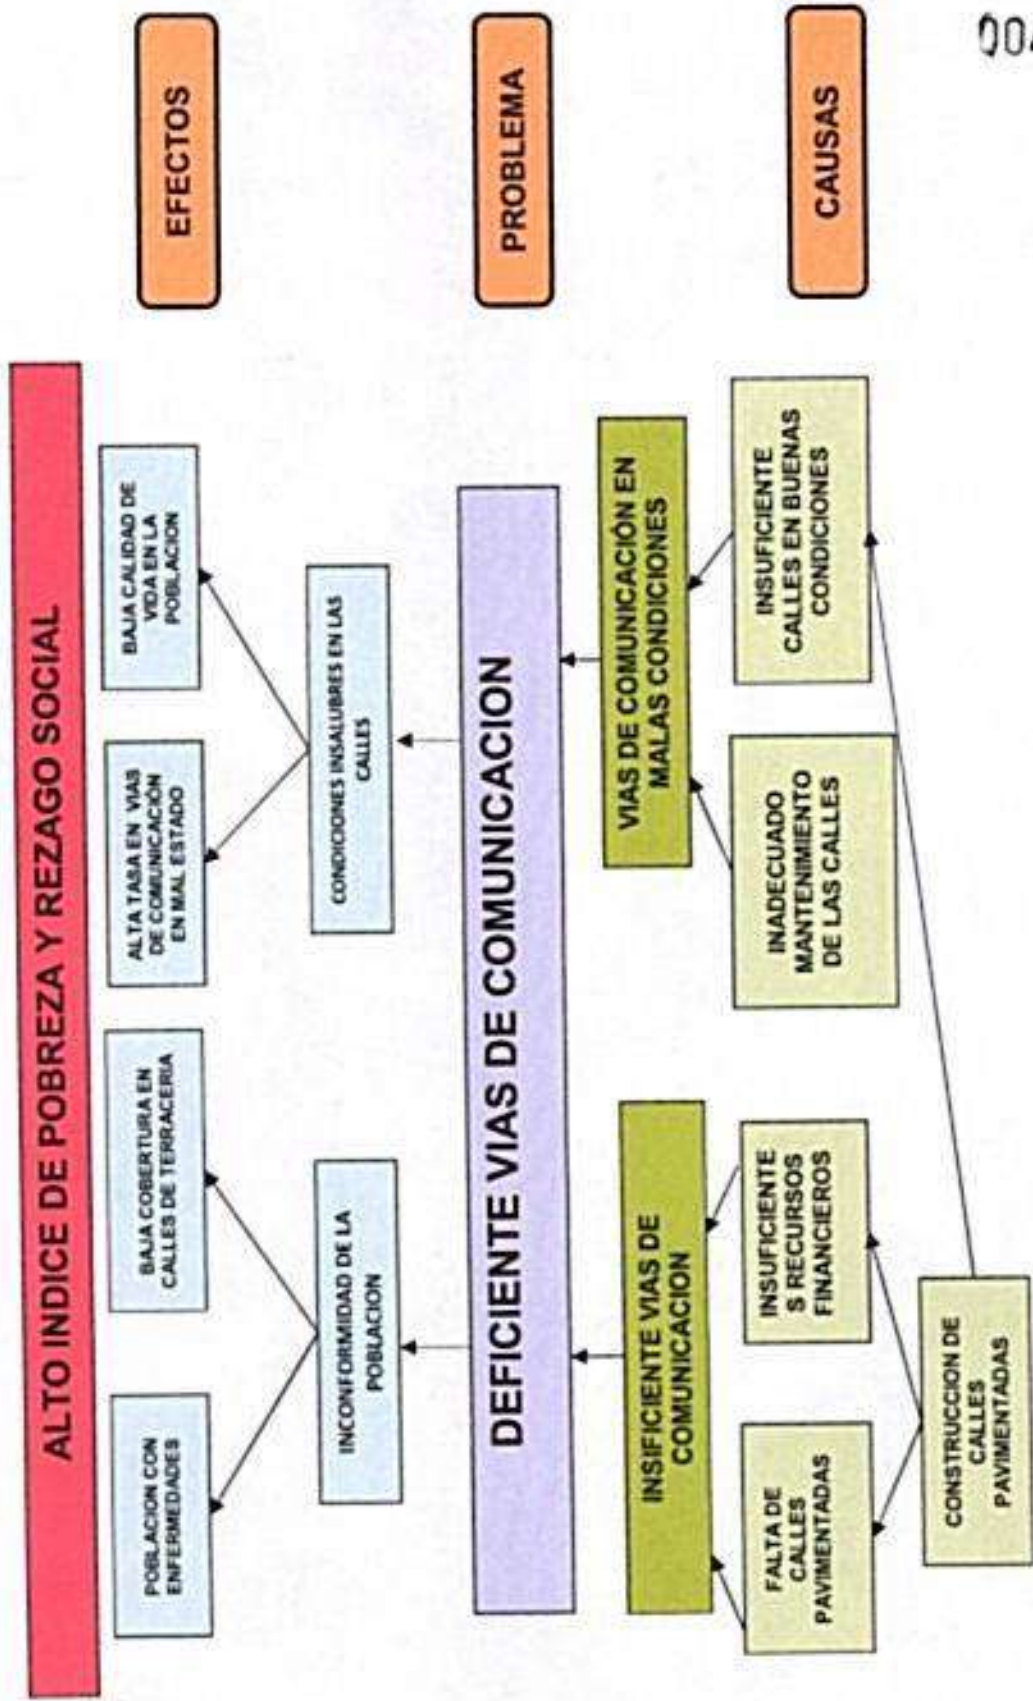 ALTO INDICE DE POBREZA Y REZAGO SOCIAL
POBLACION CON
ENFERMEDADES
BAJA COBERTURA EN
CALLES DE TERRACERIA
ALTA TASA EN VIAS
DE COMUNICACIÓN
EN MAL ESTADO
BAJA CALIDAD DE
VIDA EN LA
POBLACION
EFECTOS
INCONFORMIDAD DE LA
POBLACION
CONDICIONES INSALUBRES EN LAS
CALLES
DEFICIENTE VIAS DE COMUNICACION
PROBLEMA
INSIFICIENTE VIAS DE
COMUNICACION
VIAS DE COMUNICACIÓN EN
MALAS CONDICIONES
FALTA DE
CALLES
PAVIMENTADAS
INSUFICIENTE
S RECURSOS
FINANCIEROS
INADECUADO
MANTENIMIENTO
DE LAS CALLES
INSUFICIENTE
CALLES EN BUENAS
CONDICIONES
CAUSAS
CONSTRUCCION DE
CALLES
PAVIMENTADAS